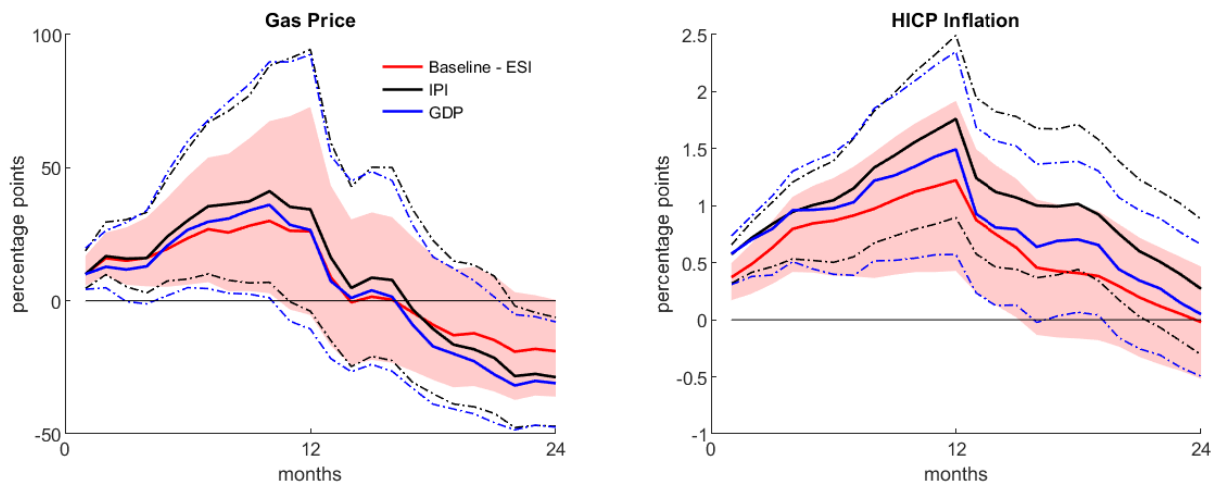 Gas Price
100
50
0
-50
0
12
24
percentage points
months
Baseline - ESI
IPI
GDP
HICP Inflation
2.5
2
1.5
1
0.5
0
-0.5
-1
0
12
24
percentage points
months